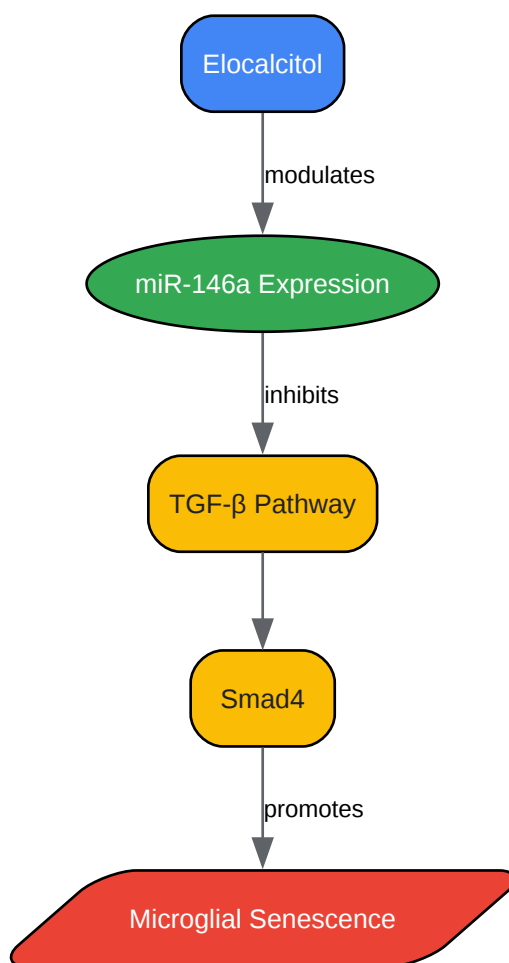 Elocalcitol
modulates
miR-146a Expression
inhibits
TGF-β Pathway
Smad4
promotes
Microglial Senescence